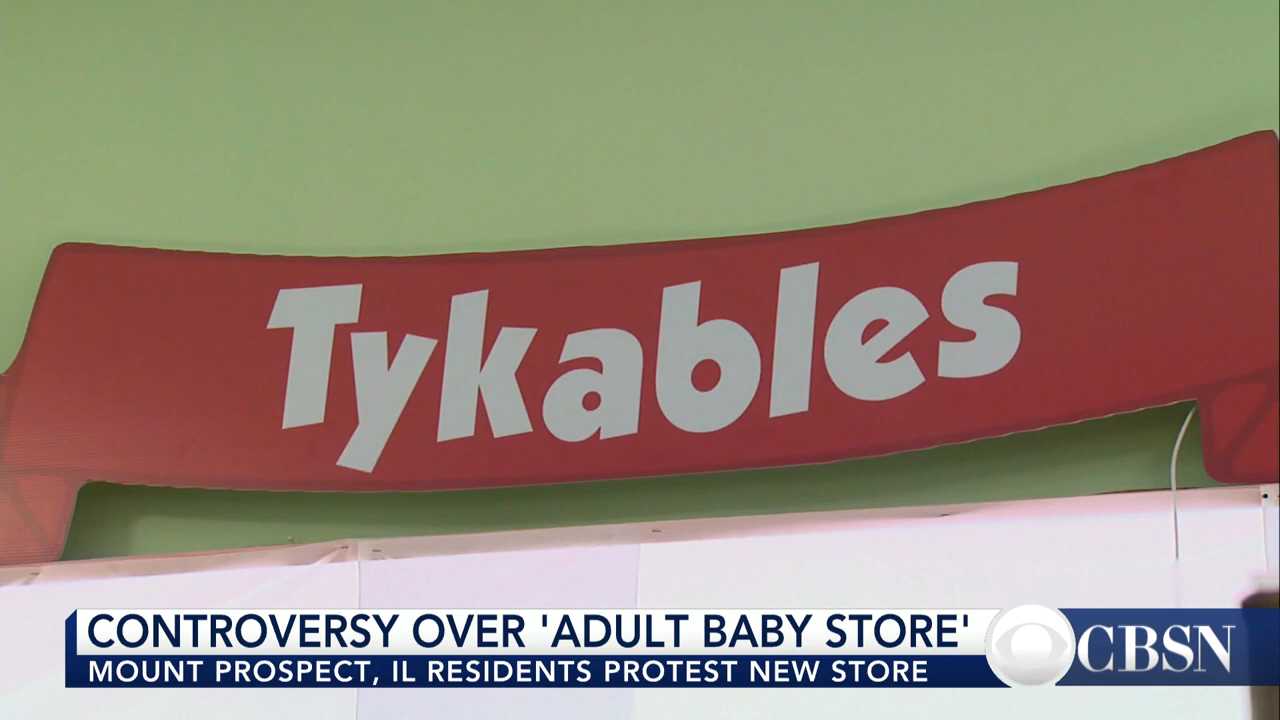 Tykables
CONTROVERSY OVER 'ADULT BABY STORE'
MOUNT PROSPECT, IL RESIDENTS PROTEST NEW STORE
CBSN